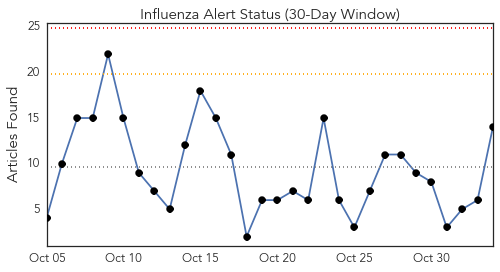 Influenza Alert Status (30-Day Window)
25
20
15
10
5
Articles Found
Oct 05 Oct 10 Oct 15 Oct 20 Oct 25 Oct 30